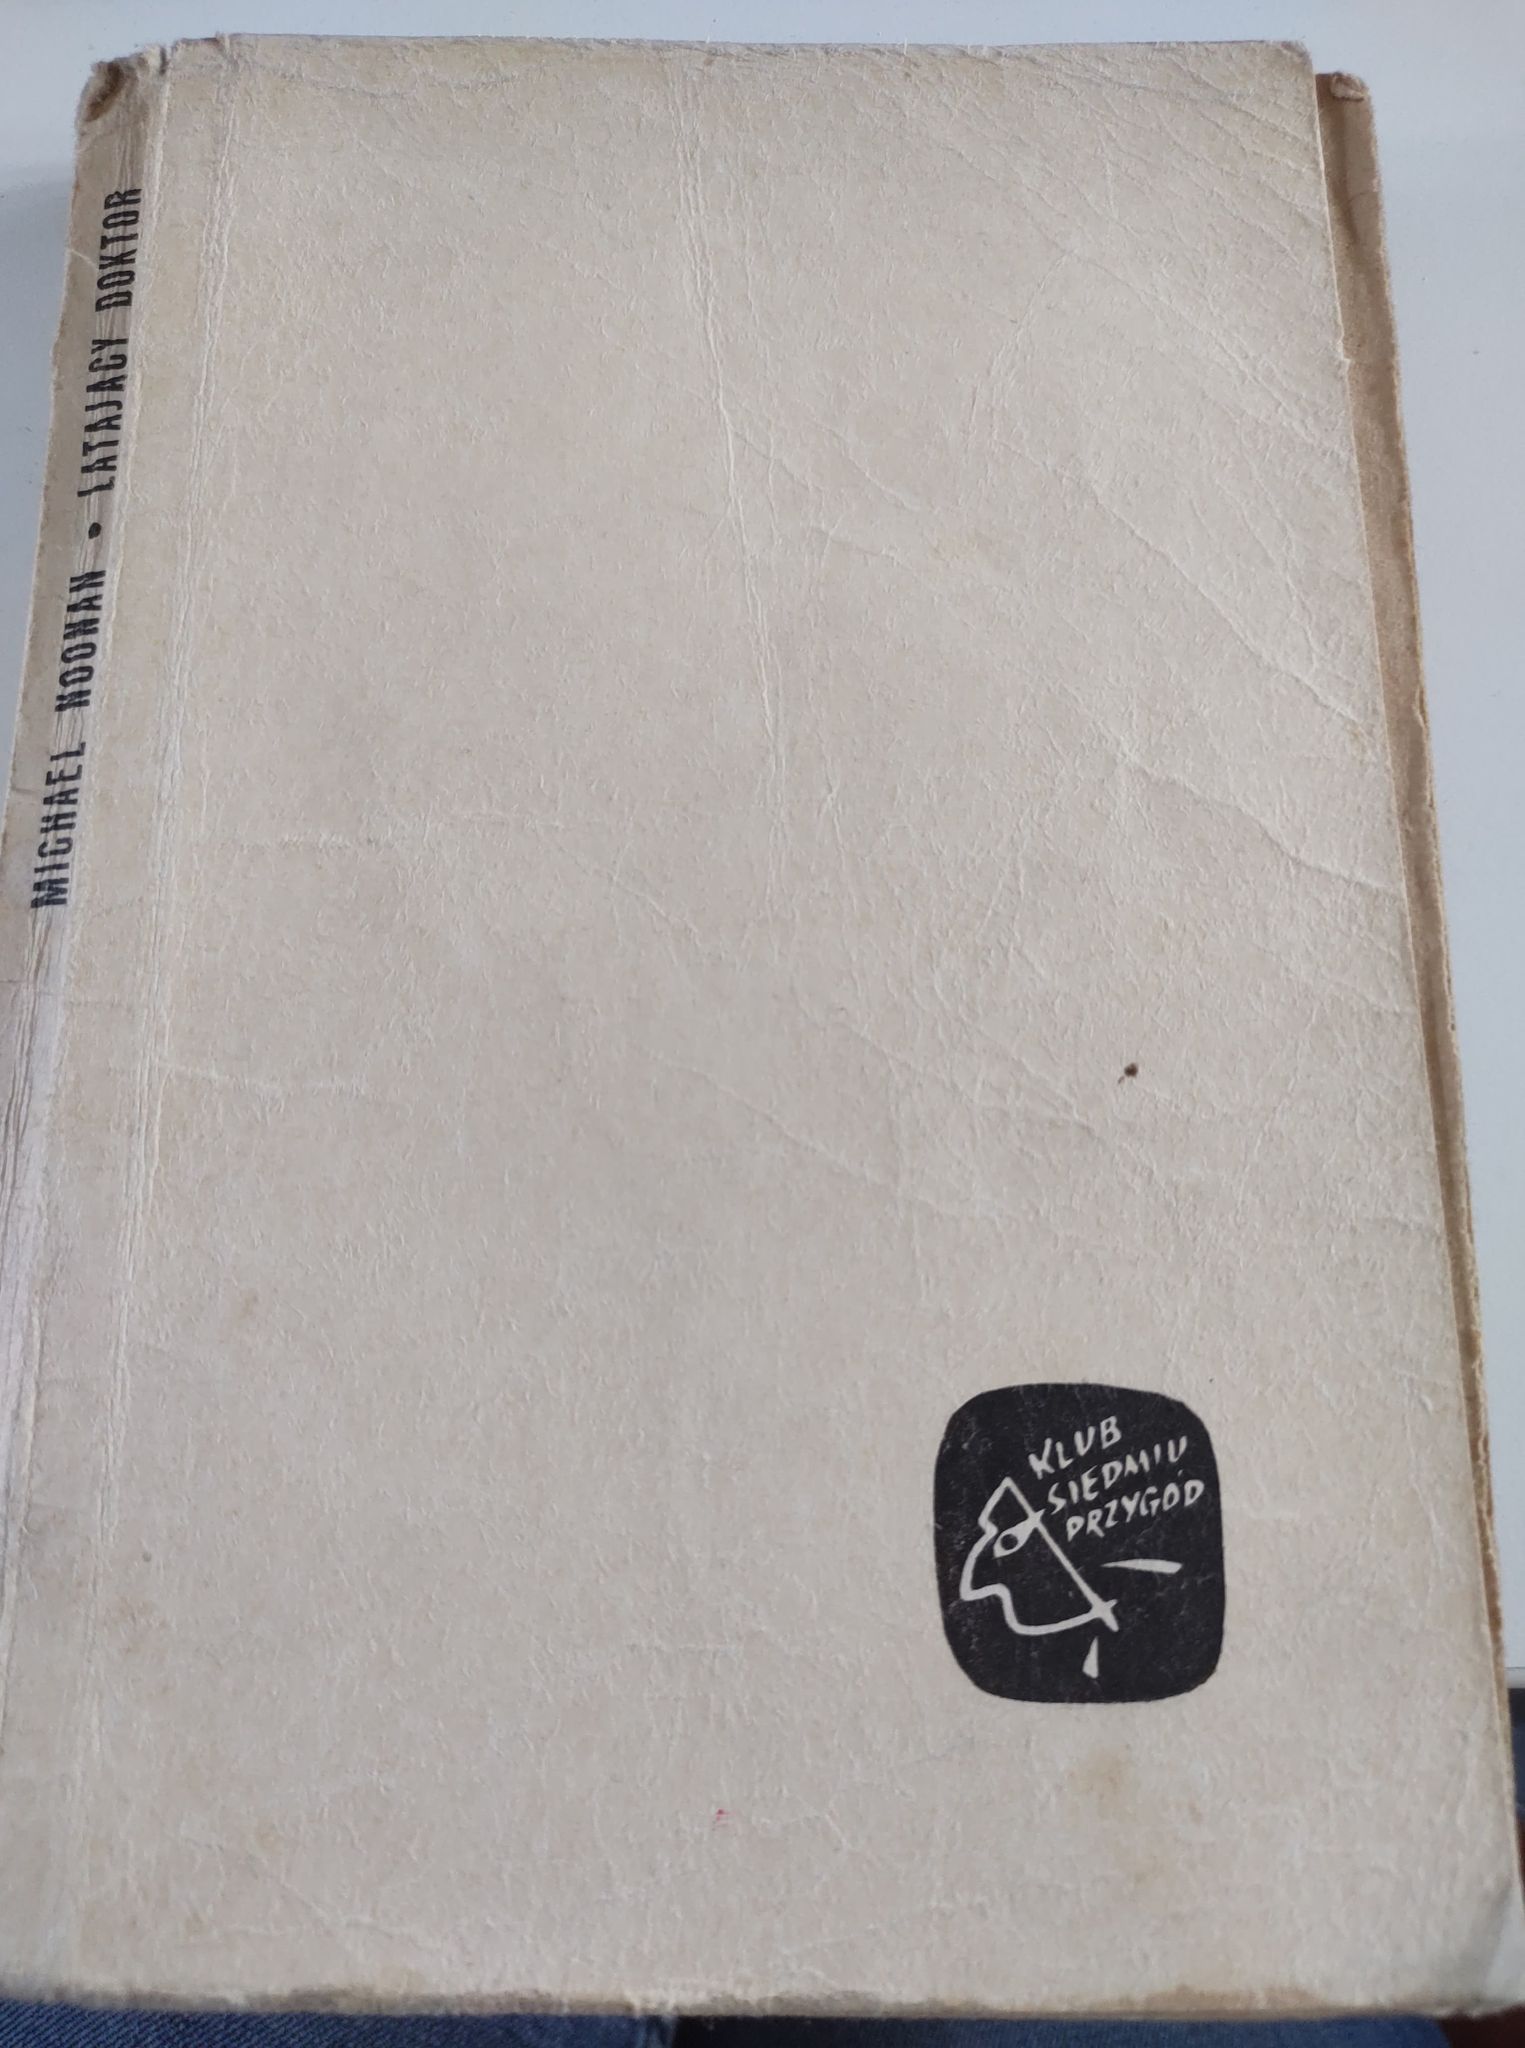 MICHAEL NOONAN • LATAJĄCY DOKTOR
KLUB
SIEDMIU
PRZYGÓD